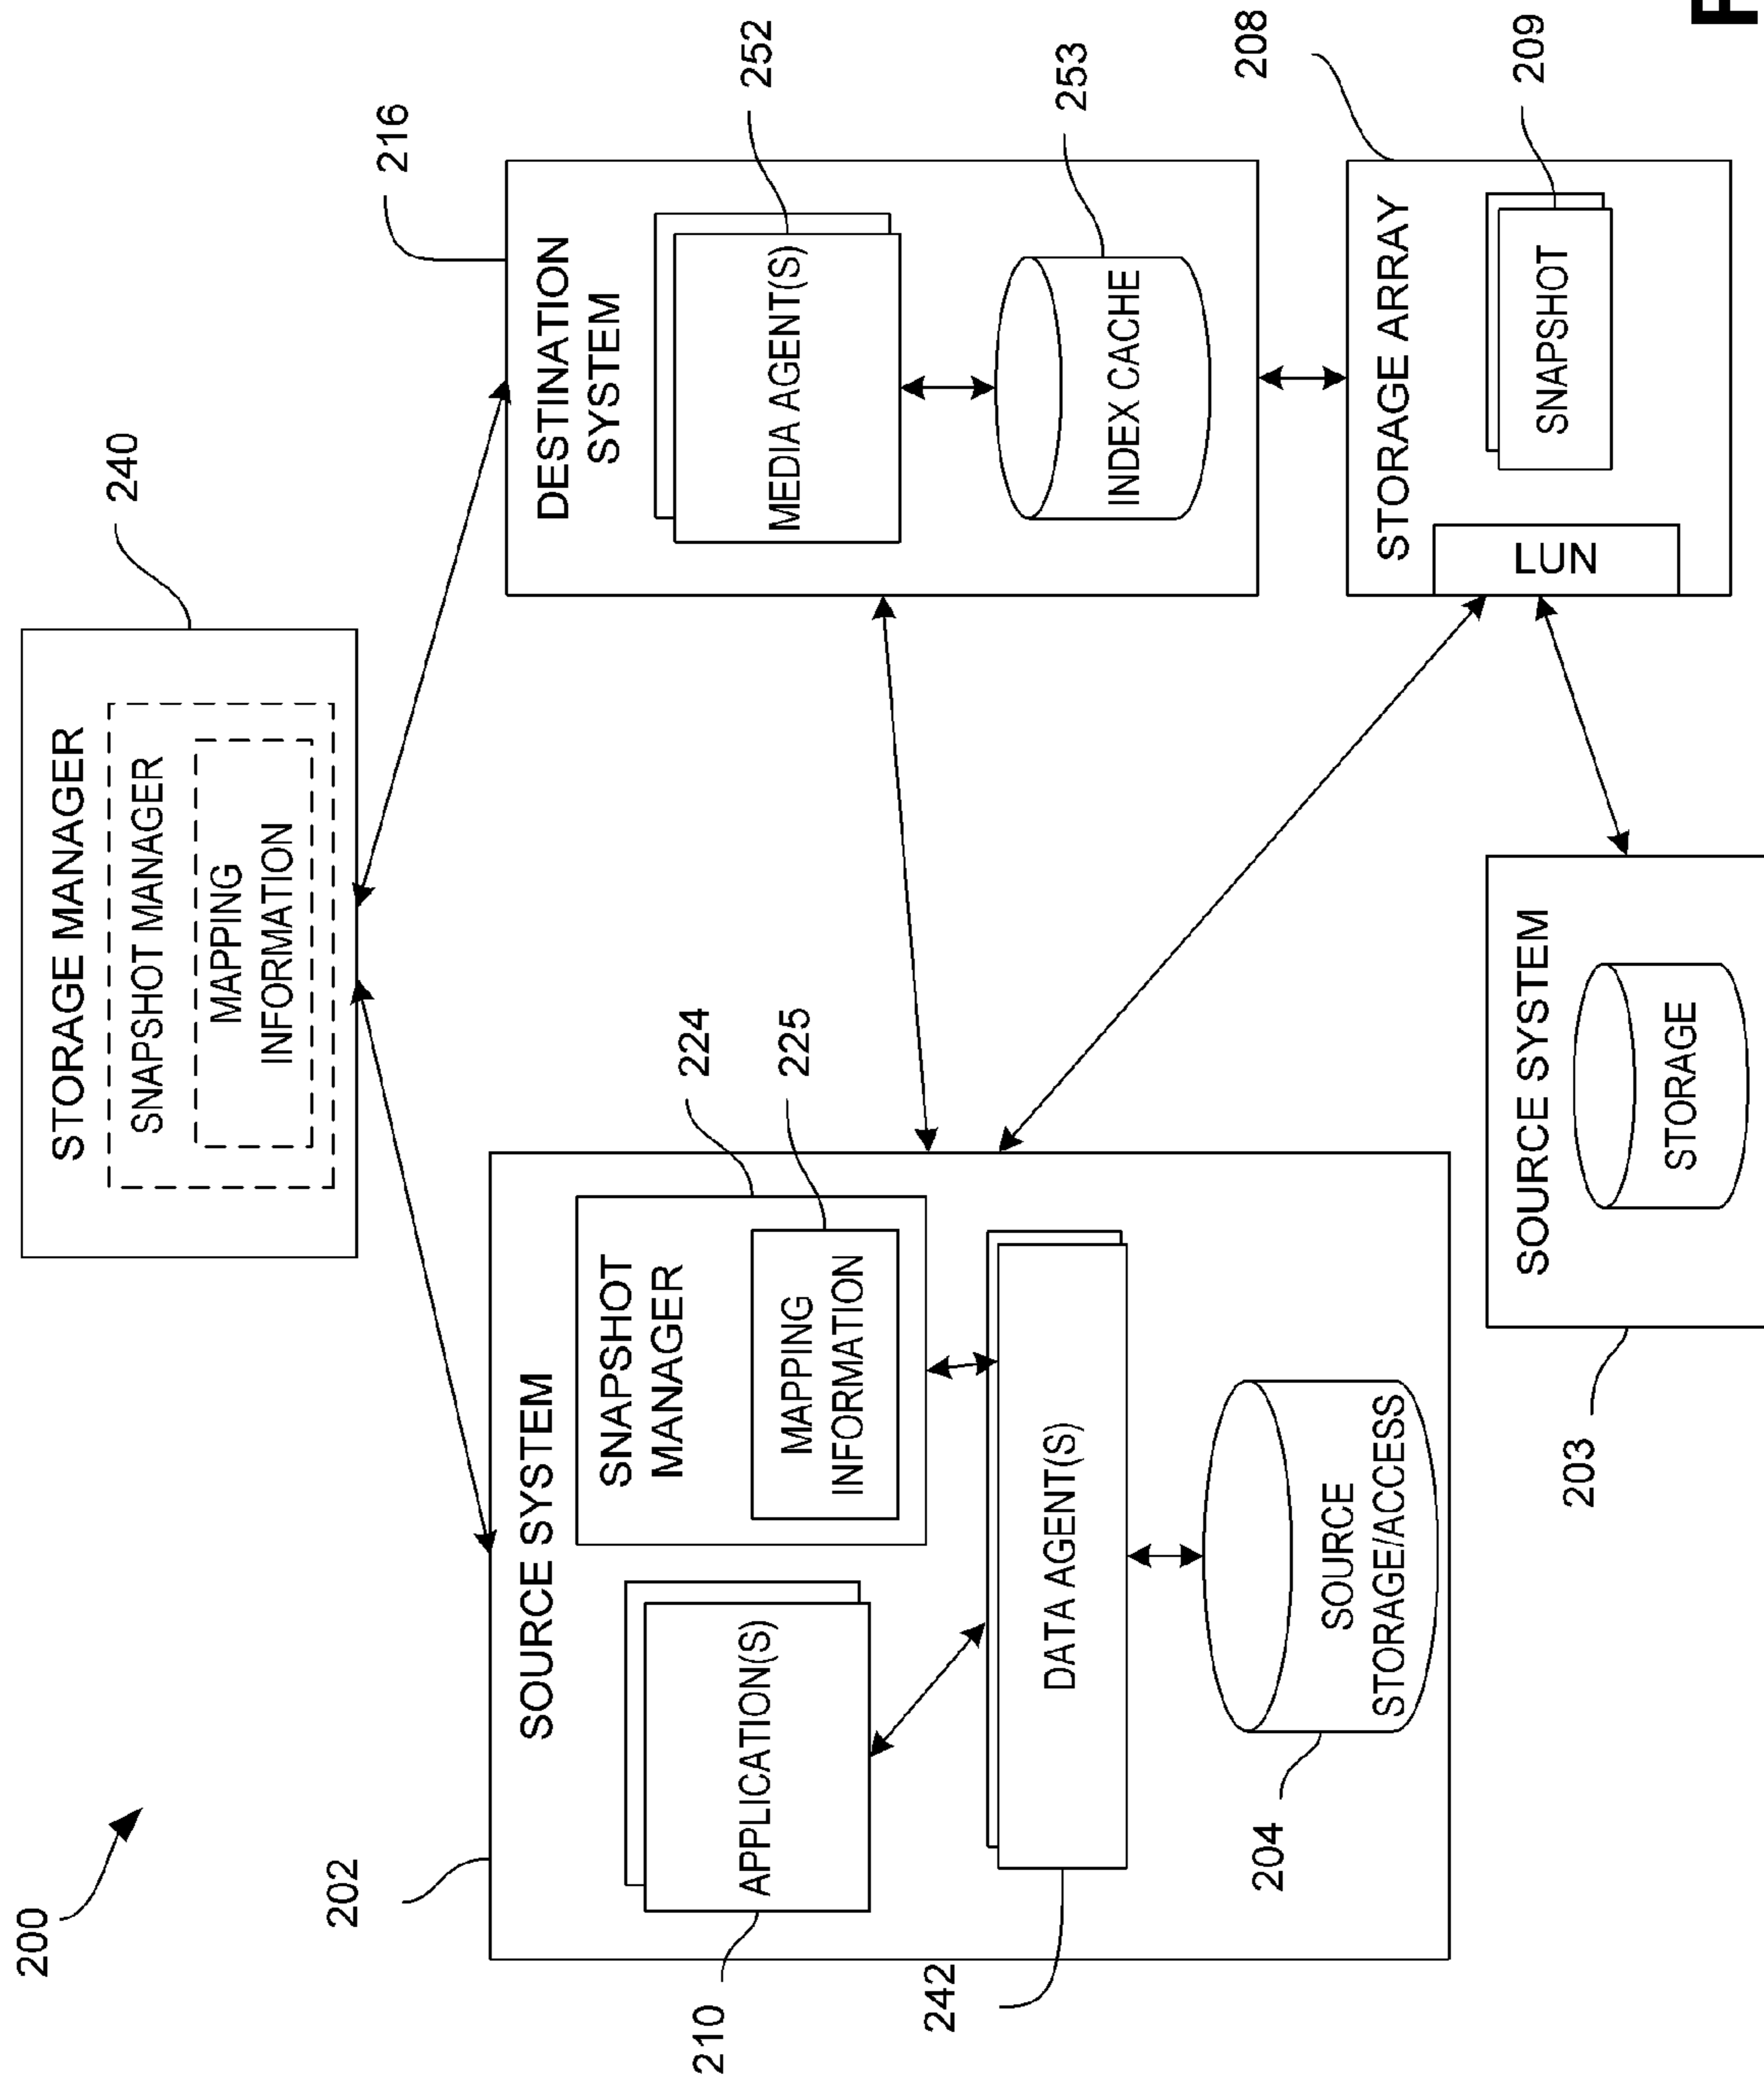 200
240
STORAGE MANAGER
SNAPSHOT MANAGER
MAPPING
INFORMATION
202
216
SOURCE SYSTEM
DESTINATION
SYSTEM
210
APPLICATION(S)
SNAPSHOT
MANAGER
224
MAPPING
INFORMATION
225
MEDIA AGENT(S)
252
242
DATA AGENT(S)
INDEX CACHE
253
204
SOURCE
STORAGE/ACCESS
208
STORAGE ARRAY
LUN
SNAPSHOT
209
203
SOURCE SYSTEM
STORAGE